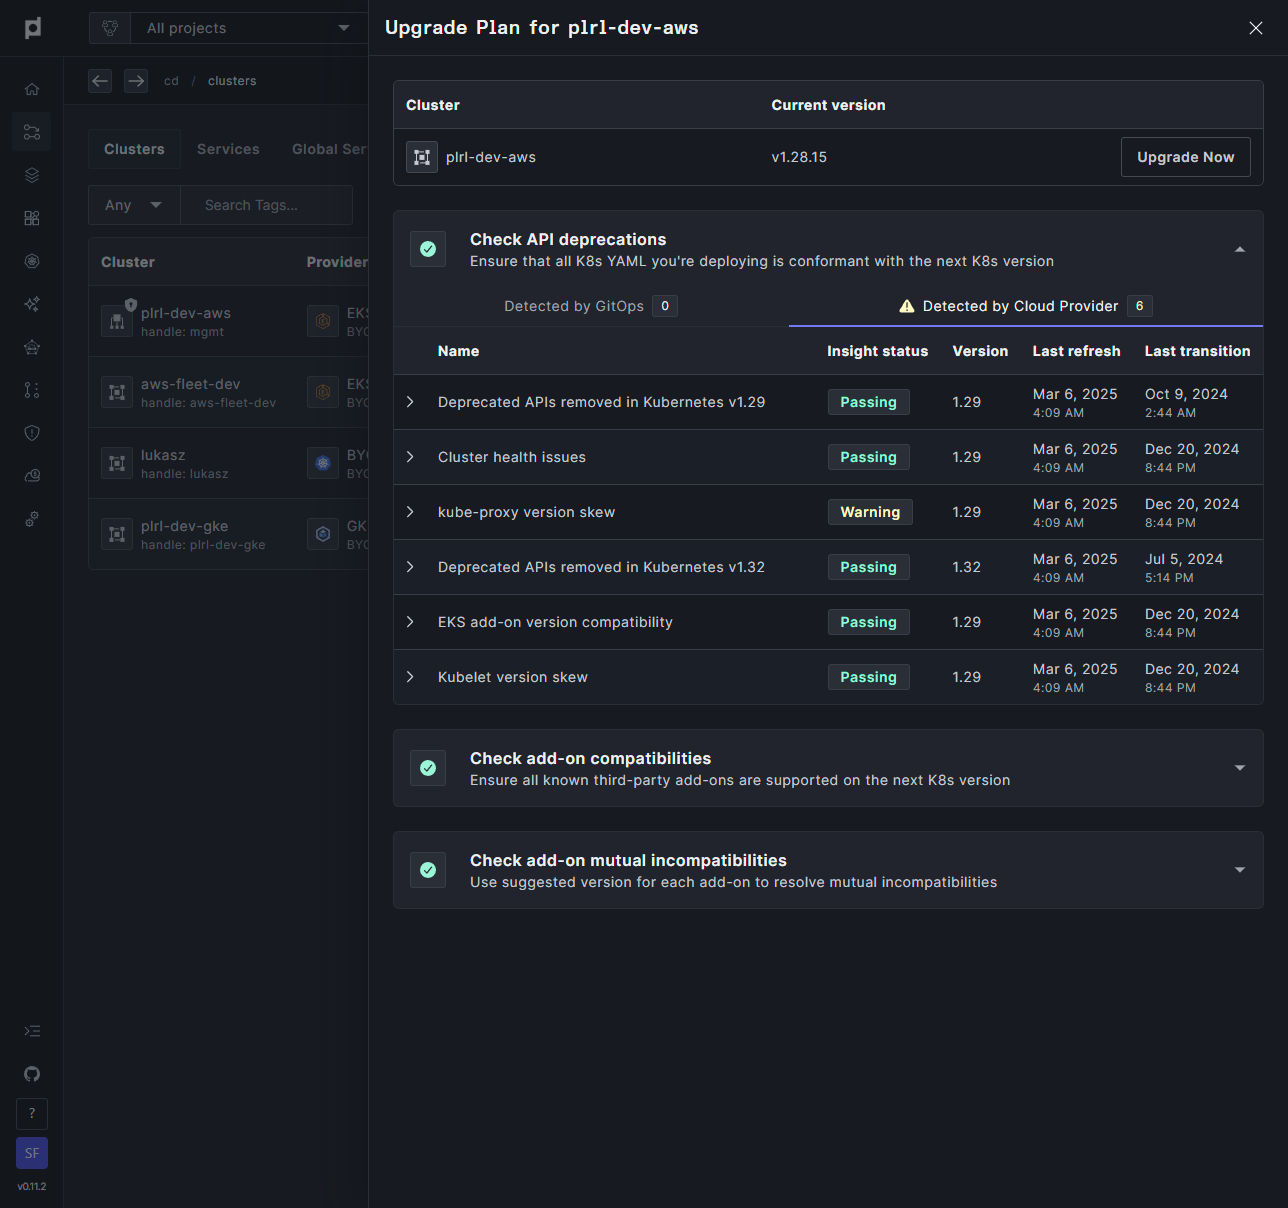 Upgrade Plan for plrl-dev-aws
All projects
cd / clusters
Clusters
Services
Global Ser
Any
Search Tags...
Cluster
Provider
plrl-dev-aws
handle: mgmt
EKS
BYO
aws-fleet-dev
handle: aws-fleet-dev
EKS
BYO
lukasz
handle: lukasz
BYO
BYO
plrl-dev-gke
handle: plrl-dev-gke
GK
BYO
?
SF
v0.11.2
Cluster Current version
plrl-dev-aws v1.28.15 Upgrade Now
Check API deprecations
Ensure that all K8s YAML you're deploying is conformant with the next K8s version
Detected by GitOps 0 Detected by Cloud Provider 6
Name Insight status Version Last refresh Last transition
Deprecated APIs removed in Kubernetes v1.29 Passing 1.29 Mar 6, 2025 Oct 9, 2024
4:09 AM 2:44 AM
Cluster health issues Passing 1.29 Mar 6, 2025 Dec 20, 2024
4:09 AM 8:44 PM
kube-proxy version skew Warning 1.29 Mar 6, 2025 Dec 20, 2024
4:09 AM 8:44 PM
Deprecated APIs removed in Kubernetes v1.32 Passing 1.32 Mar 6, 2025 Jul 5, 2024
4:09 AM 5:14 PM
EKS add-on version compatibility Passing 1.29 Mar 6, 2025 Dec 20, 2024
4:09 AM 8:44 PM
Kubelet version skew Passing 1.29 Mar 6, 2025 Dec 20, 2024
4:09 AM 8:44 PM
Check add-on compatibilities
Ensure all known third-party add-ons are supported on the next K8s version
Check add-on mutual incompatibilities
Use suggested version for each add-on to resolve mutual incompatibilities